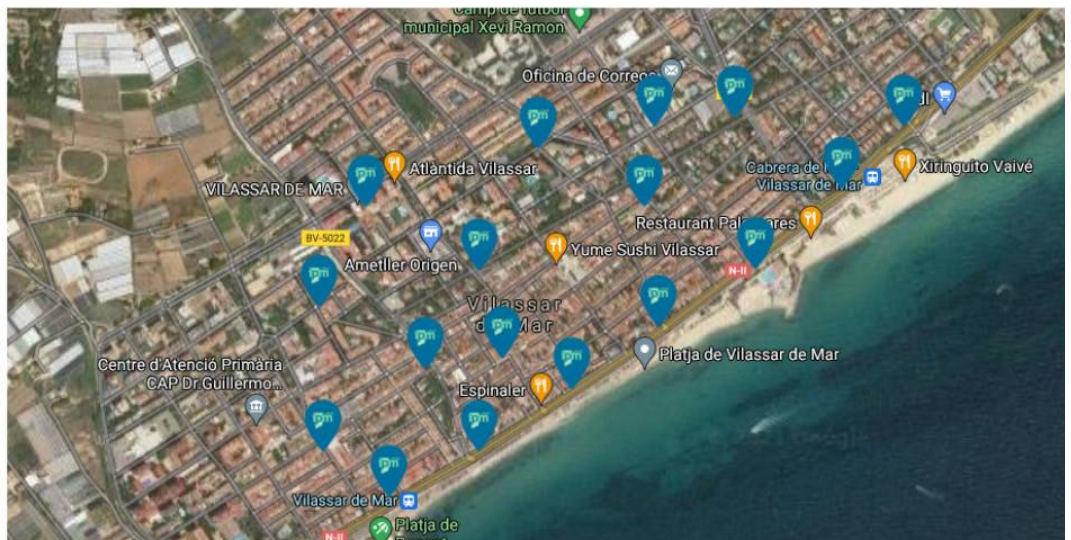 Camp de futbol
municipal Xevi Ramon
Oficina de Correos
Atlàntida Vilassar
VILASSAR DE MAR
Cabrera de
Vilassar de Mar
Xiringuito Vaivé
BV-5022
Ametller Origen
Yume Sushi Vilassar
Restaurant Pal
ares
N-II
Vilassar
de Mar
Centre d'Atenció Primària
CAP Dr.Guillermo...
Platja de Vilassar de Mar
Espinaler
Vilassar de Mar
Platja de
N-II